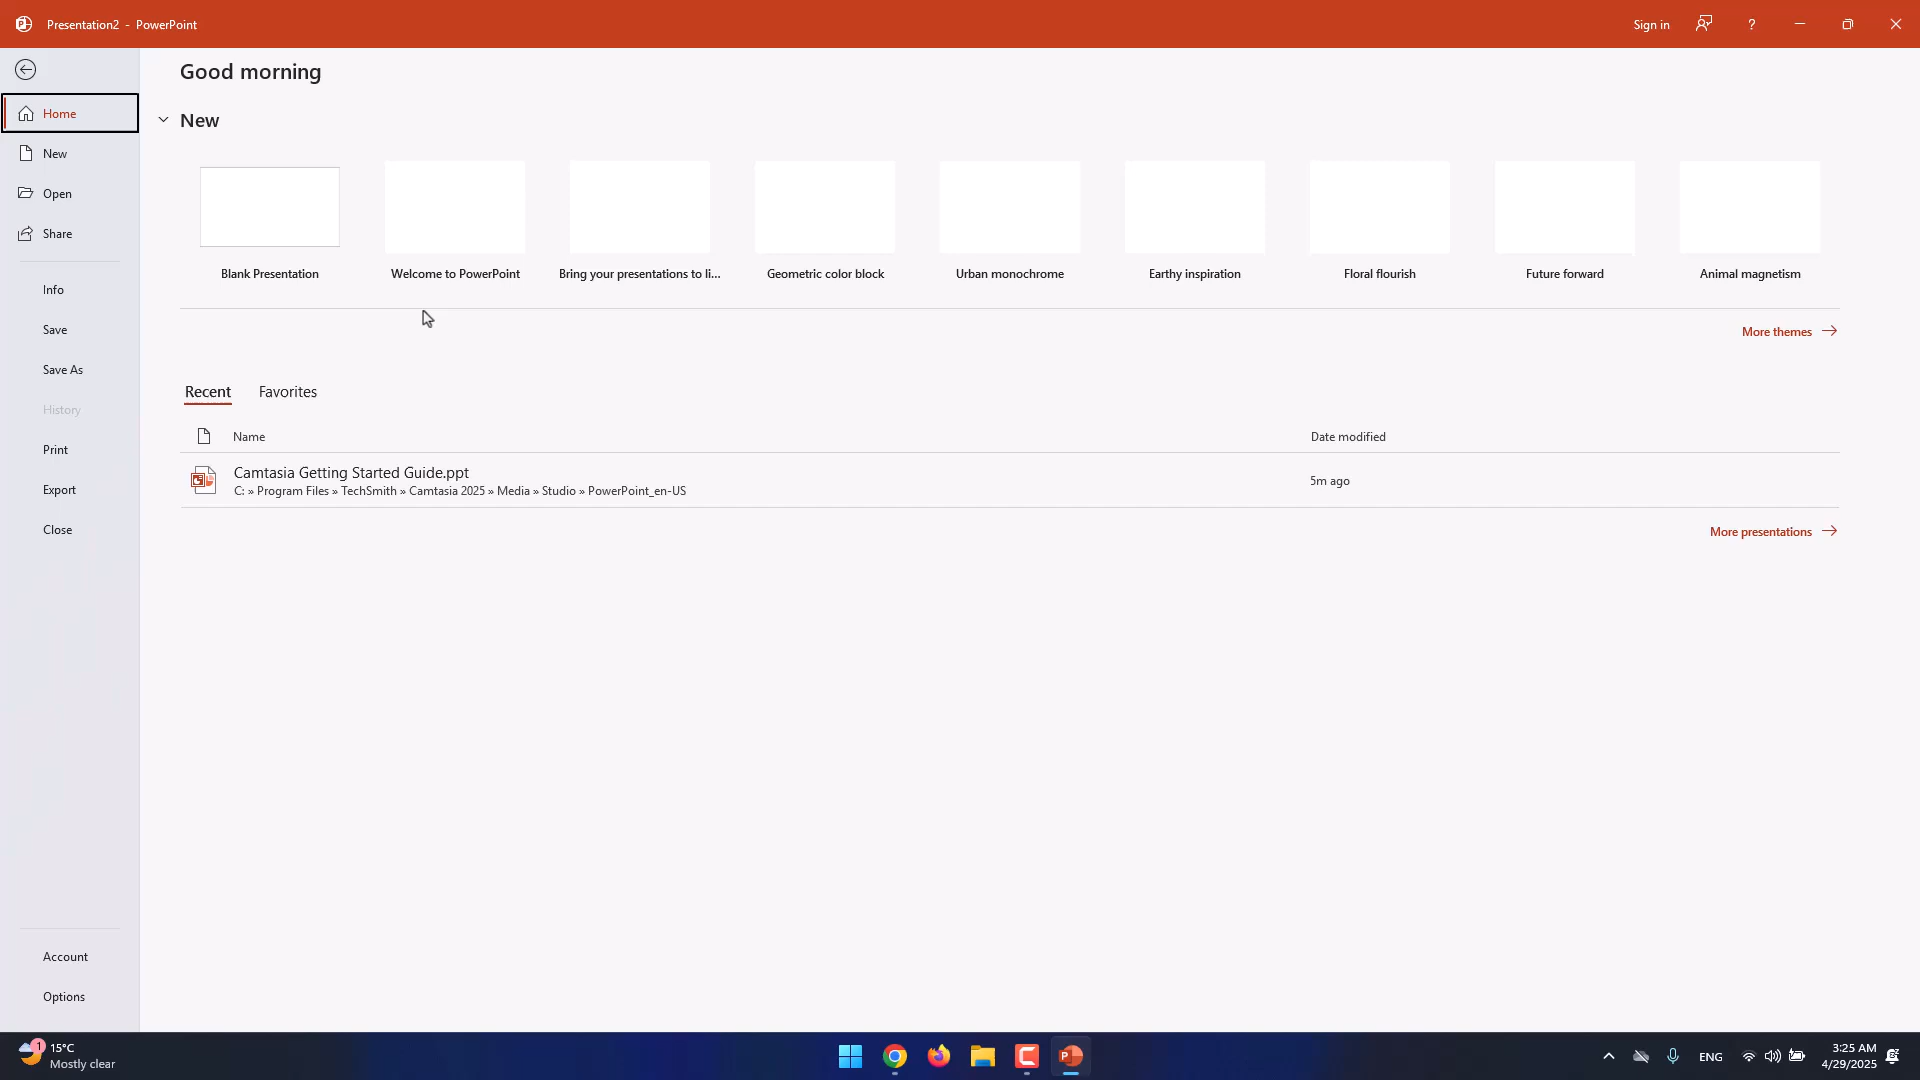 Presentation2 - PowerPoint
Sign in
?
Good morning
Home
New
New
Open
Share
Blank Presentation
Welcome to PowerPoint
Bring your presentations to li...
Geometric color block
Urban monochrome
Earthy inspiration
Floral flourish
Future forward
Animal magnetism
Info
Save
More themes
Save As
Recent
Favorites
History
Name
Date modified
Print
Camtasia Getting Started Guide.ppt
C: » Program Files » TechSmith » Camtasia 2025 » Media » Studio » PowerPoint_en-US
5m ago
Export
Close
More presentations
Account
Options
1
15°C
Mostly clear
ENG
3:25 AM
4/29/2025